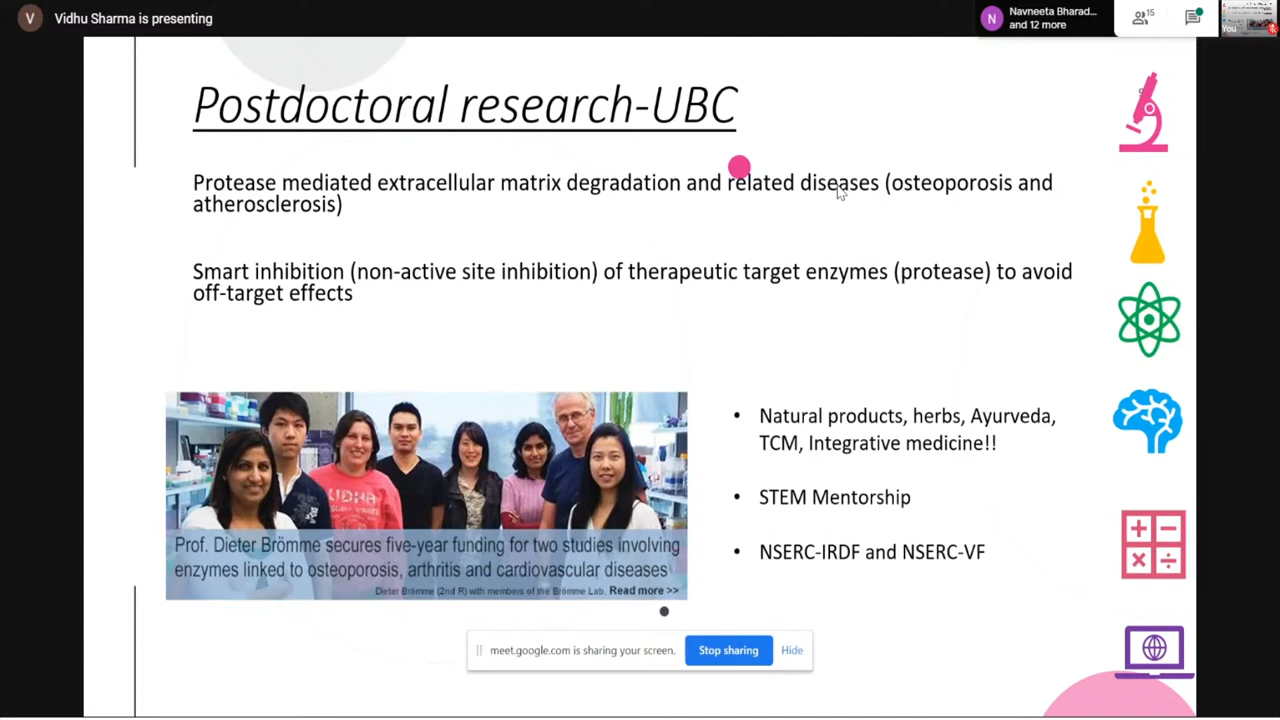 V
Vidhu Sharma is presenting
N
Navneeta Bharad...
and 12 more
15
You
Postdoctoral research-UBC
Protease mediated extracellular matrix degradation and related diseases (osteoporosis and
atherosclerosis)
Smart inhibition (non-active site inhibition) of therapeutic target enzymes (protease) to avoid
off-target effects
UDHA
Prof. Dieter Brömme secures five-year funding for two studies involving
enzymes linked to osteoporosis, arthritis and cardiovascular diseases
Dieter Brömme (2nd R) with members of the Brömme Lab. Read more >>
• Natural products, herbs, Ayurveda,
TCM, Integrative medicine!!
• STEM Mentorship
• NSERC-IRDF and NSERC-VF
meet.google.com is sharing your screen.
Stop sharing
Hide